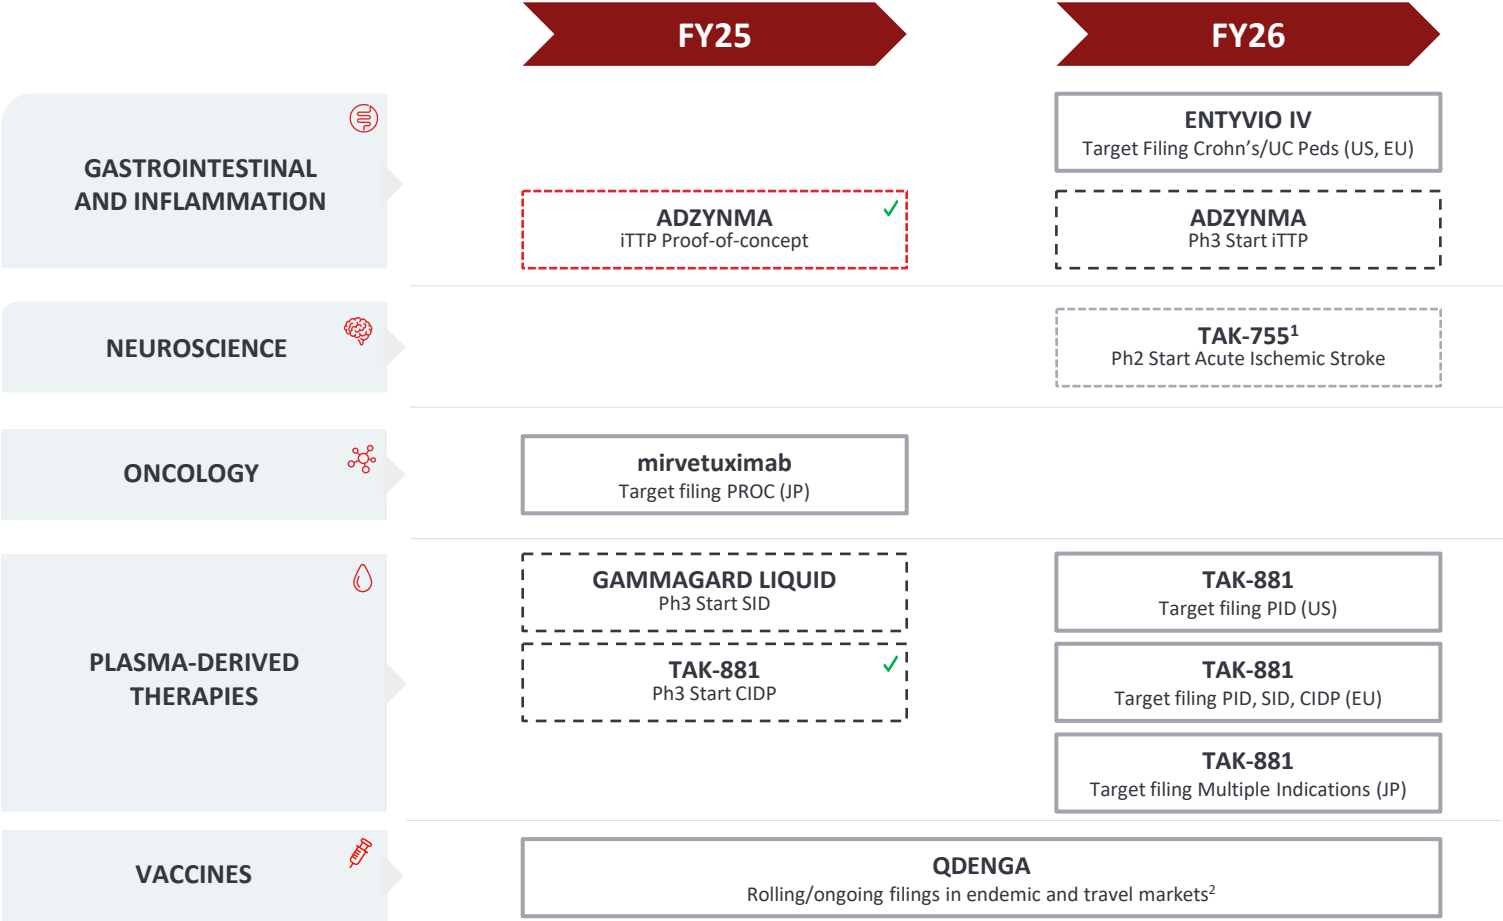 FY25
FY26
GASTROINTESTINAL
AND INFLAMMATION
ENTYVIO IV
Target Filing Crohn’s/UC Peds (US, EU)
ADZYNMA
iTTP Proof-of-concept
ADZYNMA
Ph3 Start iTTP
NEUROSCIENCE
TAK-755¹
Ph2 Start Acute Ischemic Stroke
ONCOLOGY
mirvetuximab
Target filing PROC (JP)
PLASMA-DERIVED
THERAPIES
GAMMAGARD LIQUID
Ph3 Start SID
TAK-881
Ph3 Start CIDP
TAK-881
Target filing PID (US)
TAK-881
Target filing PID, SID, CIDP (EU)
TAK-881
Target filing Multiple Indications (JP)
VACCINES
QDENGA
Rolling/ongoing filings in endemic and travel markets²